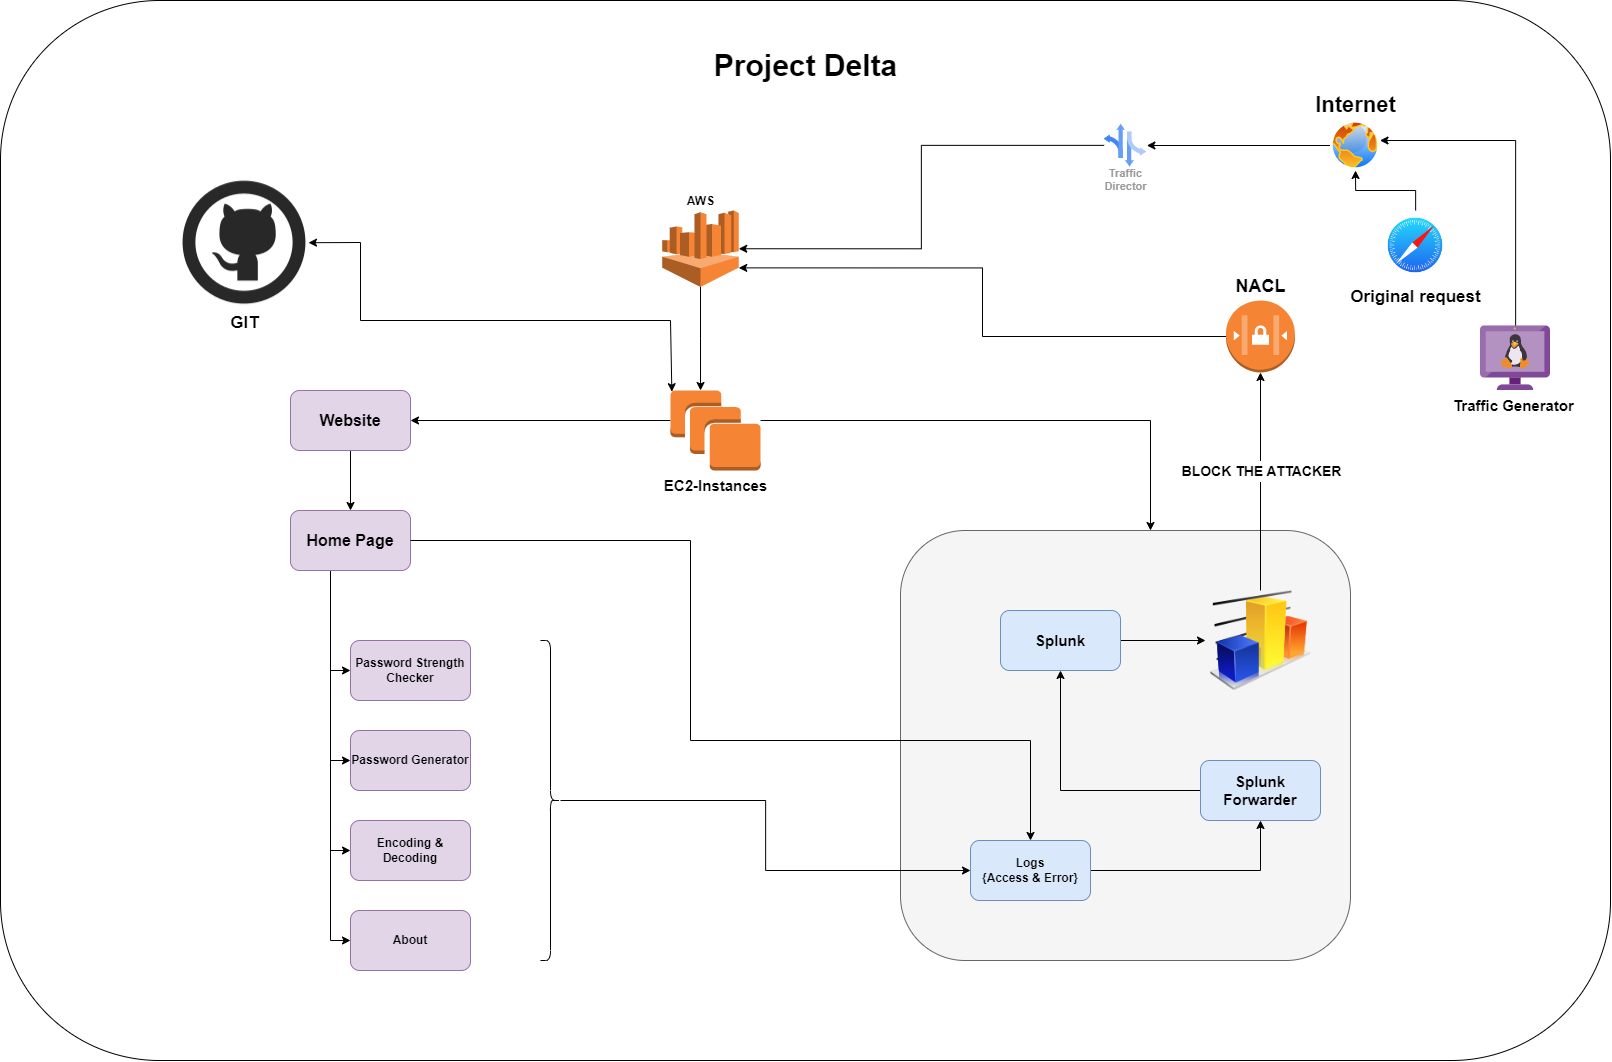 Project Delta
Internet
Traffic
Director
AWS
GIT
NACL
Original request
Traffic Generator
Website
EC2-Instances
BLOCK THE ATTACKER
Home Page
Splunk
Password Strength
Checker
Password Generator
Splunk
Forwarder
Encoding &
Decoding
Logs
{Access & Error}
About